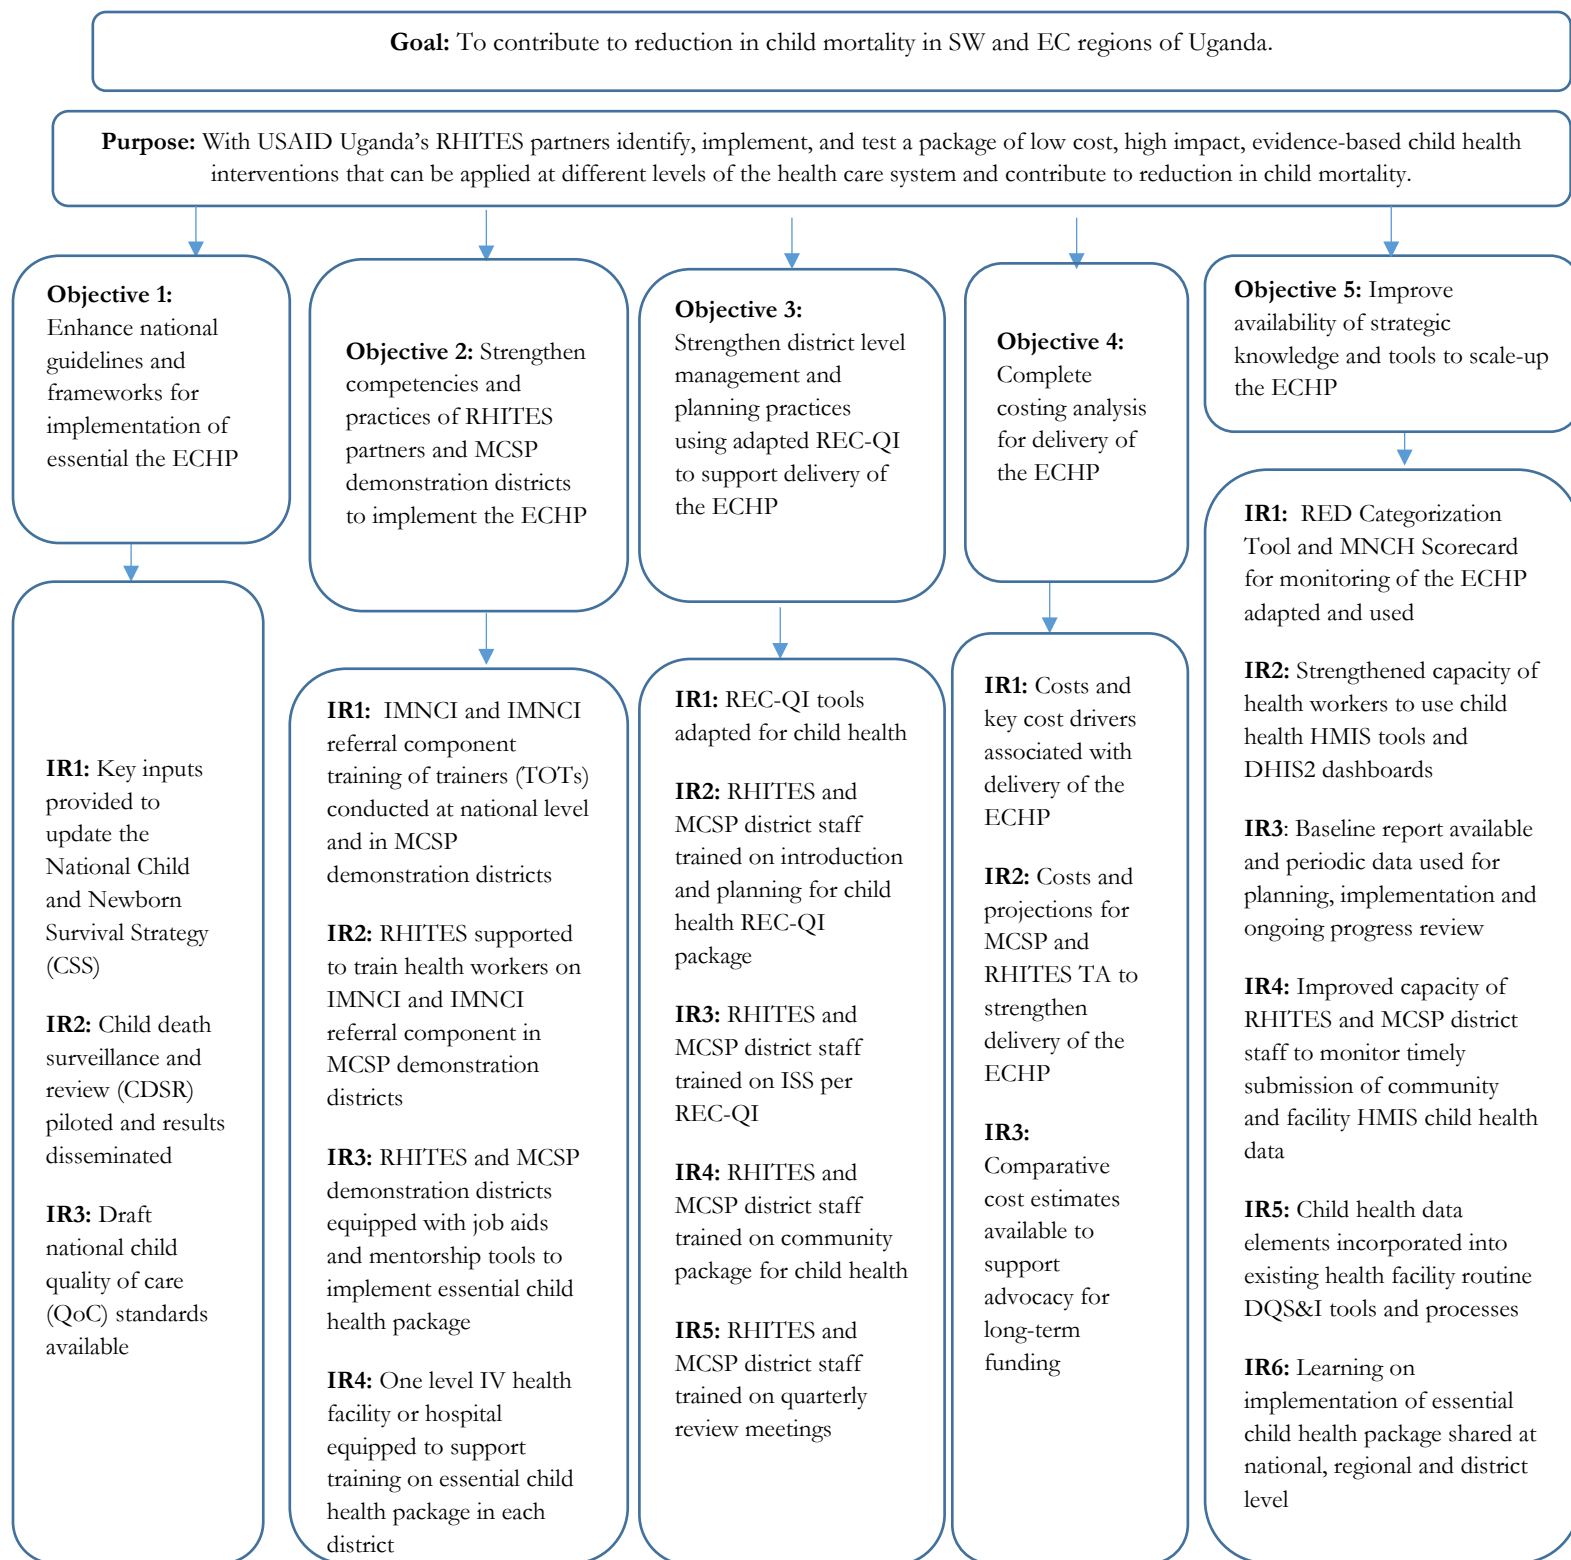 Goal: To contribute to reduction in child mortality in SW and EC regions of Uganda.
Purpose: With USAID Uganda's RHITES partners identify, implement, and test a package of low cost, high impact, evidence-based child health
interventions that can be applied at different levels of the health care system and contribute to reduction in child mortality.
Objective 1:
Enhance national
guidelines and
frameworks for
implementation of
essential the ECHP
Objective 2: Strengthen
competencies and
practices of RHITES
partners and MCSP
demonstration districts
to implement the ECHP
Objective 3:
Strengthen district level
management and
planning practices
using adapted REC-QI
to support delivery of
the ECHP
Objective 4:
Complete
costing analysis
for delivery of
the ECHP
Objective 5: Improve
availability of strategic
knowledge and tools to scale-up
the ECHP
IR1: Key inputs
provided to
update the
National Child
and Newborn
Survival Strategy
(CSS)
IR2: Child death
surveillance and
review (CDSR)
piloted and results
disseminated
IR3: Draft
national child
quality of care
(QoC) standards
available
IR1: IMNCI and IMNCI
referral component
training of trainers (TOTs)
conducted at national level
and in MCSP
demonstration districts
IR2: RHITES supported
to train health workers on
IMNCI and IMNCI
referral component in
MCSP demonstration
districts
IR3: RHITES and MCSP
demonstration districts
equipped with job aids
and mentorship tools to
implement essential child
health package
IR4: One level IV health
facility or hospital
equipped to support
training on essential child
health package in each
district
IR1: REC-QI tools
adapted for child health
IR2: RHITES and
MCSP district staff
trained on introduction
and planning for child
health REC-QI
package
IR3: RHITES and
MCSP district staff
trained on ISS per
REC-QI
IR4: RHITES and
MCSP district staff
trained on community
package for child health
IR5: RHITES and
MCSP district staff
trained on quarterly
review meetings
IR1: Costs and
key cost drivers
associated with
delivery of the
ECHP
IR2: Costs and
projections for
MCSP and
RHITES TA to
strengthen
delivery of the
ECHP
IR3:
Comparative
cost estimates
available to
support
advocacy for
long-term
funding
IR1: RED Categorization
Tool and MNCH Scorecard
for monitoring of the ECHP
adapted and used
IR2: Strengthened capacity of
health workers to use child
health HMIS tools and
DHIS2 dashboards
IR3: Baseline report available
and periodic data used for
planning, implementation and
ongoing progress review
IR4: Improved capacity of
RHITES and MCSP district
staff to monitor timely
submission of community
and facility HMIS child health
data
IR5: Child health data
elements incorporated into
existing health facility routine
DQS&I tools and processes
IR6: Learning on
implementation of essential
child health package shared at
national, regional and district
level